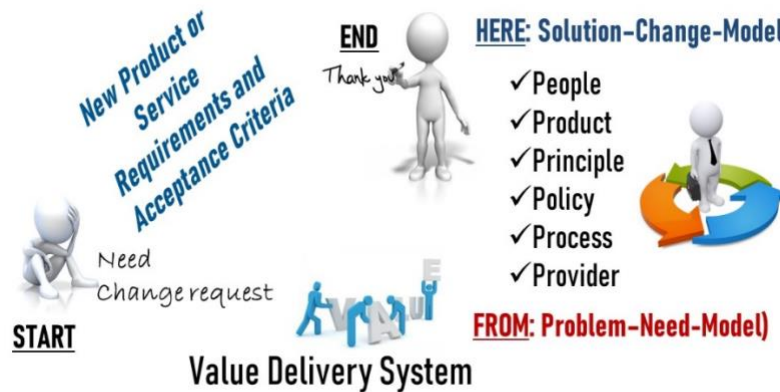 New Product or
Service
Requirements and
Acceptance Criteria
END
Thank you
HERE: Solution-Change-Model
✓People
✓Product
✓Principle
✓Policy
✓Process
✓Provider
Need
Change request
START
VALUE
FROM: Problem-Need-Model)
Value Delivery System